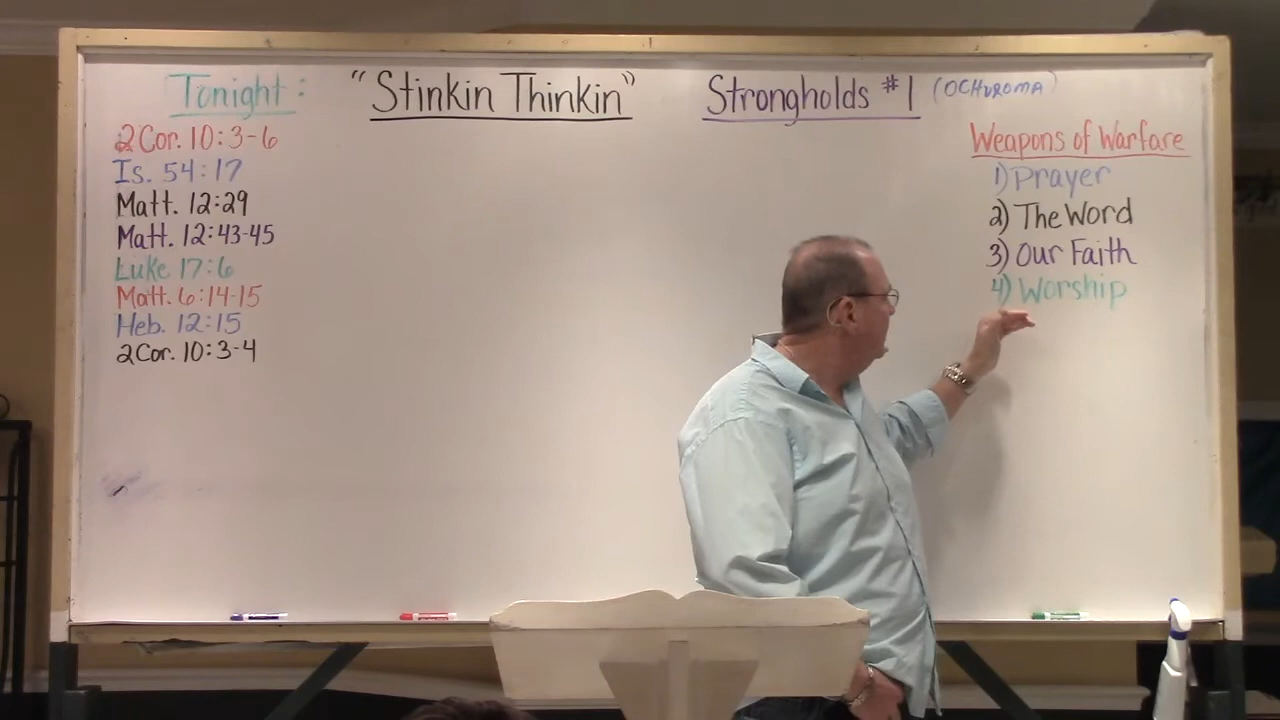 Tonight: "Stinkin Thinkin" Strongholds #1 (OCHUROMA)
2Cor. 10:3-6
Is. 54:17
Matt. 12:29
Matt. 12:43-45
Luke 17:6
Matt. 6:14-15
Heb. 12:15
2Cor. 10:3-4
Weapons of Warfare
1) Prayer
2) The Word
3) Our Faith
4) Worship